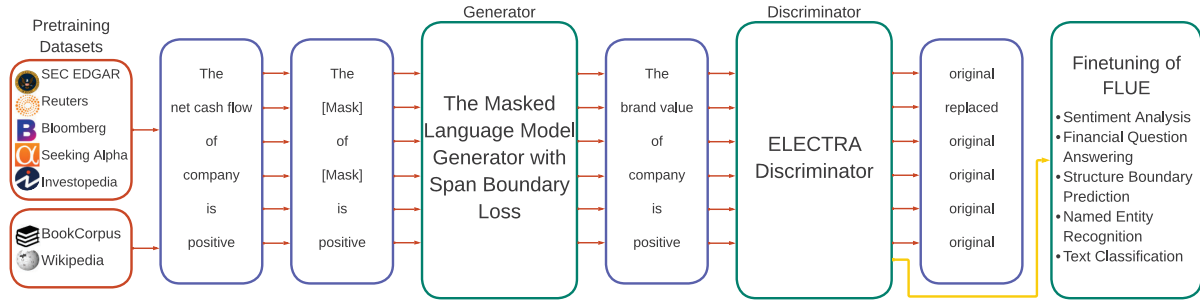 Pretraining
Datasets
SEC EDGAR
Reuters
Bloomberg
Seeking Alpha
Investopedia
BookCorpus
Wikipedia
The
net cash flow
of
company
is
positive
The
[Mask]
of
[Mask]
is
positive
Generator
The Masked
Language Model
Generator with
Span Boundary
Loss
The
brand value
of
company
is
positive
Discriminator
ELECTRA
Discriminator
original
replaced
original
original
original
original
Finetuning of
FLUE
• Sentiment Analysis
• Financial Question
Answering
• Structure Boundary
Prediction
• Named Entity
Recognition
• Text Classification